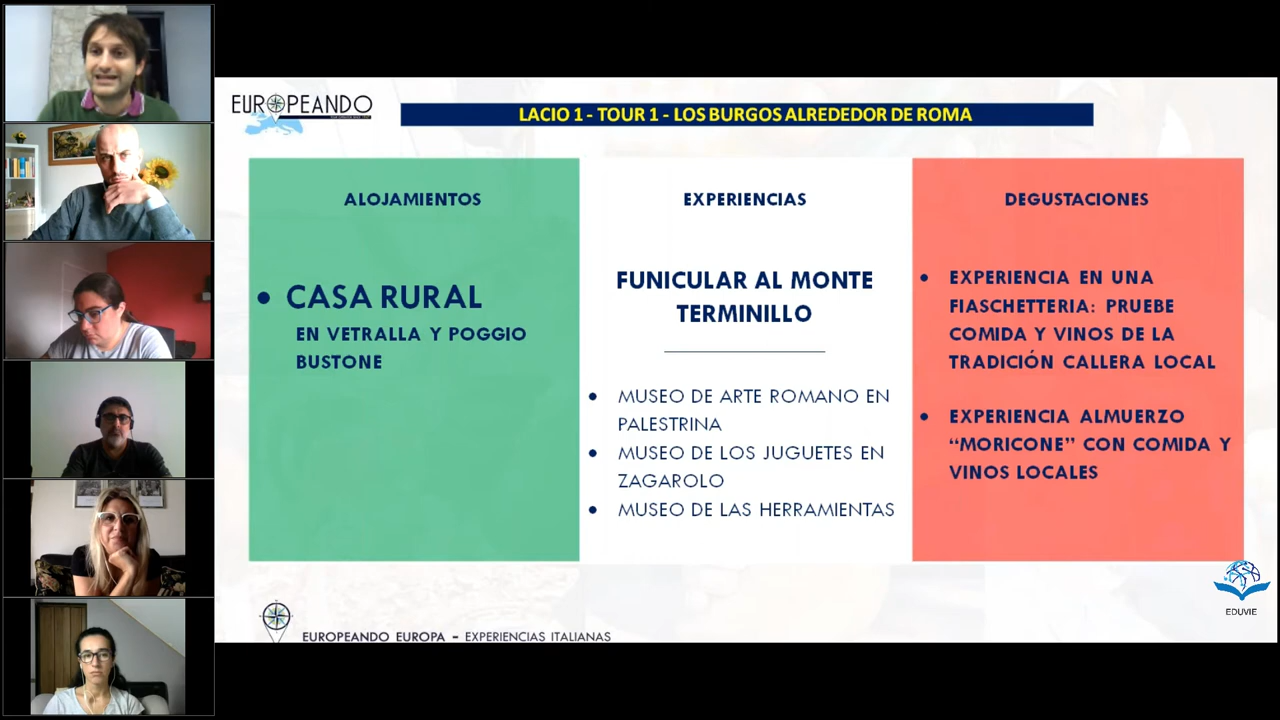 EUROPEANDO
LACIO 1 - TOUR 1 - LOS BURGOS ALREDEDOR DE ROMA
ALOJAMIENTOS
• CASA RURAL
EN VETRALLA Y POGGIO
BUSTONE
EXPERIENCIAS
FUNICULAR AL MONTE
TERMINILLO
• MUSEO DE ARTE ROMANO EN
PALESTRINA
• MUSEO DE LOS JUGUETES EN
ZAGAROLO
• MUSEO DE LAS HERRAMIENTAS
DEGUSTACIONES
• EXPERIENCIA EN UNA
FIASCHETTERIA: PRUEBE
COMIDA Y VINOS DE LA
TRADICIÓN CALLERA LOCAL
• EXPERIENCIA ALMUERZO
“MORICONE” CON COMIDA Y
VINOS LOCALES
EDUVIE
EUROPEANDO EUROPA – EXPERIENCIAS ITALIANAS